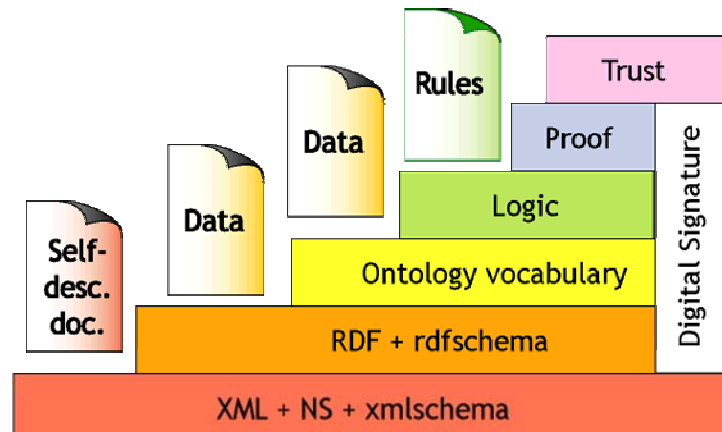 Trust
Rules
Proof
Data
Logic
Data
Self-
desc.
doc.
Ontology vocabulary
Digital Signature
RDF + rdfschema
XML + NS + xmlschema